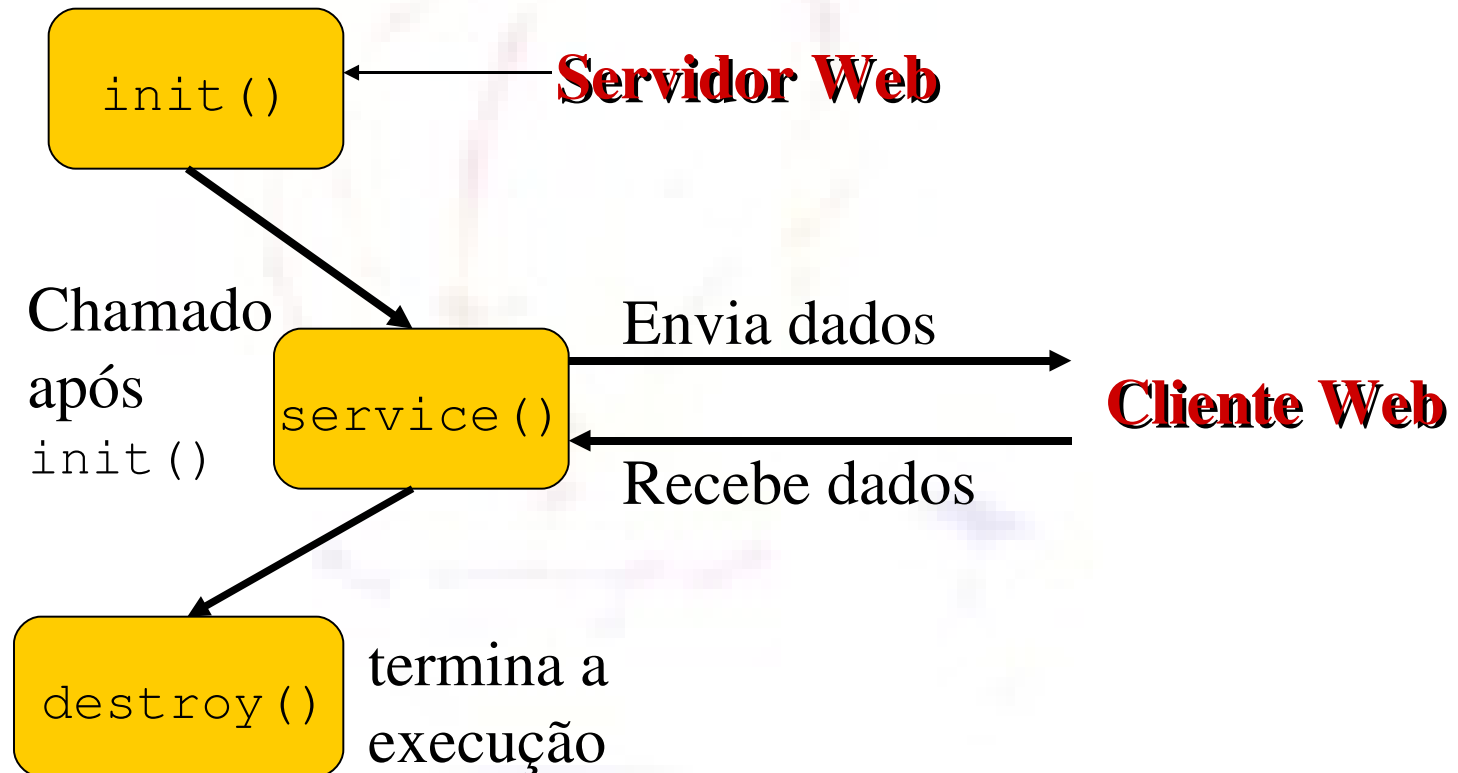 init()
Servidor Web
Chamado
após
init()
service()
Envia dados
Recebe dados
Cliente Web
destroy()
termina a
execução